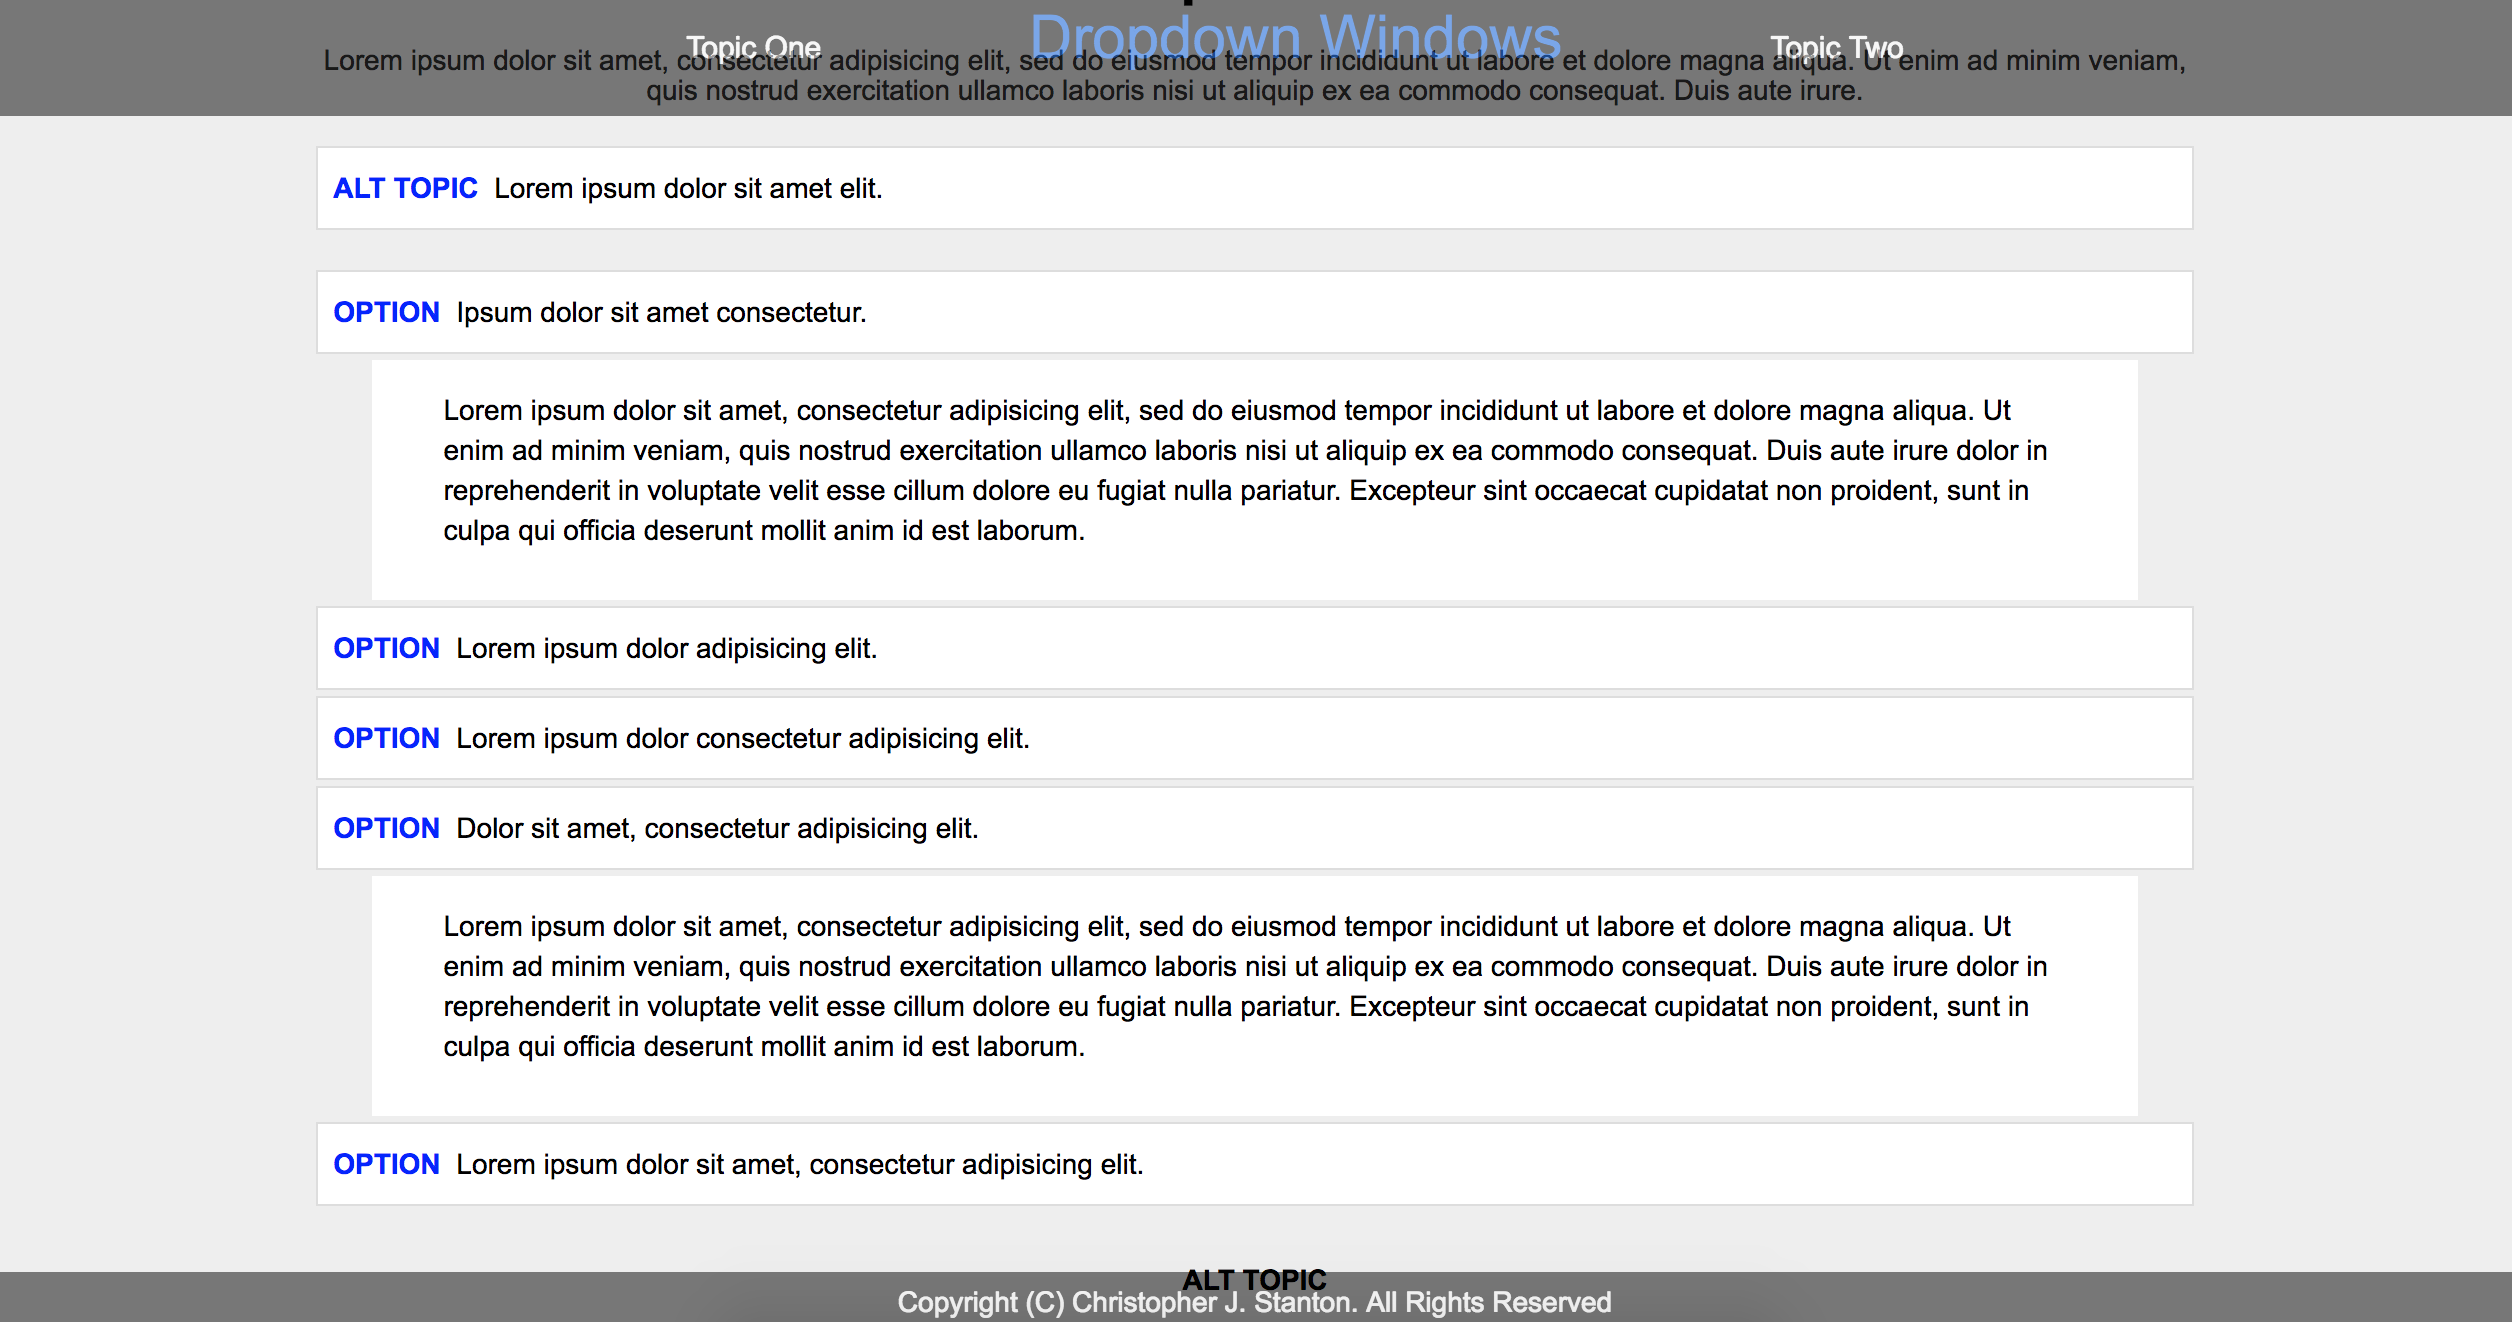 Topic One Dropdown Windows Topic Two
Lorem ipsum dolor sit amet, consectetur adipisicing elit, sed do eiusmod tempor incididunt ut labore et dolore magna aliqua. Ut enim ad minim veniam,
quis nostrud exercitation ullamco laboris nisi ut aliquip ex ea commodo consequat. Duis aute irure.
ALT TOPIC Lorem ipsum dolor sit amet elit.
OPTION Ipsum dolor sit amet consectetur.
Lorem ipsum dolor sit amet, consectetur adipisicing elit, sed do eiusmod tempor incididunt ut labore et dolore magna aliqua. Ut
enim ad minim veniam, quis nostrud exercitation ullamco laboris nisi ut aliquip ex ea commodo consequat. Duis aute irure dolor in
reprehenderit in voluptate velit esse cillum dolore eu fugiat nulla pariatur. Excepteur sint occaecat cupidatat non proident, sunt in
culpa qui officia deserunt mollit anim id est laborum.
OPTION Lorem ipsum dolor adipisicing elit.
OPTION Lorem ipsum dolor consectetur adipisicing elit.
OPTION Dolor sit amet, consectetur adipisicing elit.
Lorem ipsum dolor sit amet, consectetur adipisicing elit, sed do eiusmod tempor incididunt ut labore et dolore magna aliqua. Ut
enim ad minim veniam, quis nostrud exercitation ullamco laboris nisi ut aliquip ex ea commodo consequat. Duis aute irure dolor in
reprehenderit in voluptate velit esse cillum dolore eu fugiat nulla pariatur. Excepteur sint occaecat cupidatat non proident, sunt in
culpa qui officia deserunt mollit anim id est laborum.
OPTION Lorem ipsum dolor sit amet, consectetur adipisicing elit.
ALT TOPIC
Copyright (C) Christopher J. Stanton. All Rights Reserved